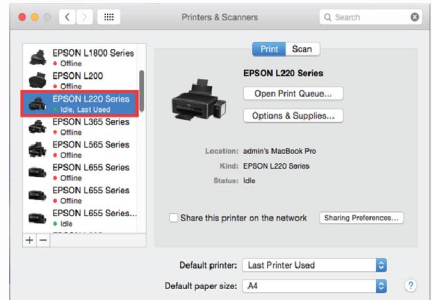 Printers & Scanners
Search
Print Scan
EPSON L1800 Series
Offline
EPSON L200
Offline
EPSON L220 Series
Idle, Last Used
EPSON L365 Series
Offline
EPSON L565 Series
Offline
EPSON L655 Series
Offline
EPSON L565 Series
Offline
EPSON L655 Series...
Idle
EPSON L220 Series
Open Print Queue...
Options & Supplies...
Location: admin's MacBook Pro
Kind: EPSON L220 Series
Status: Idle
Share this printer on the network Sharing Preferences...
+ −
Default printer: Last Printer Used
Default paper size: A4
?